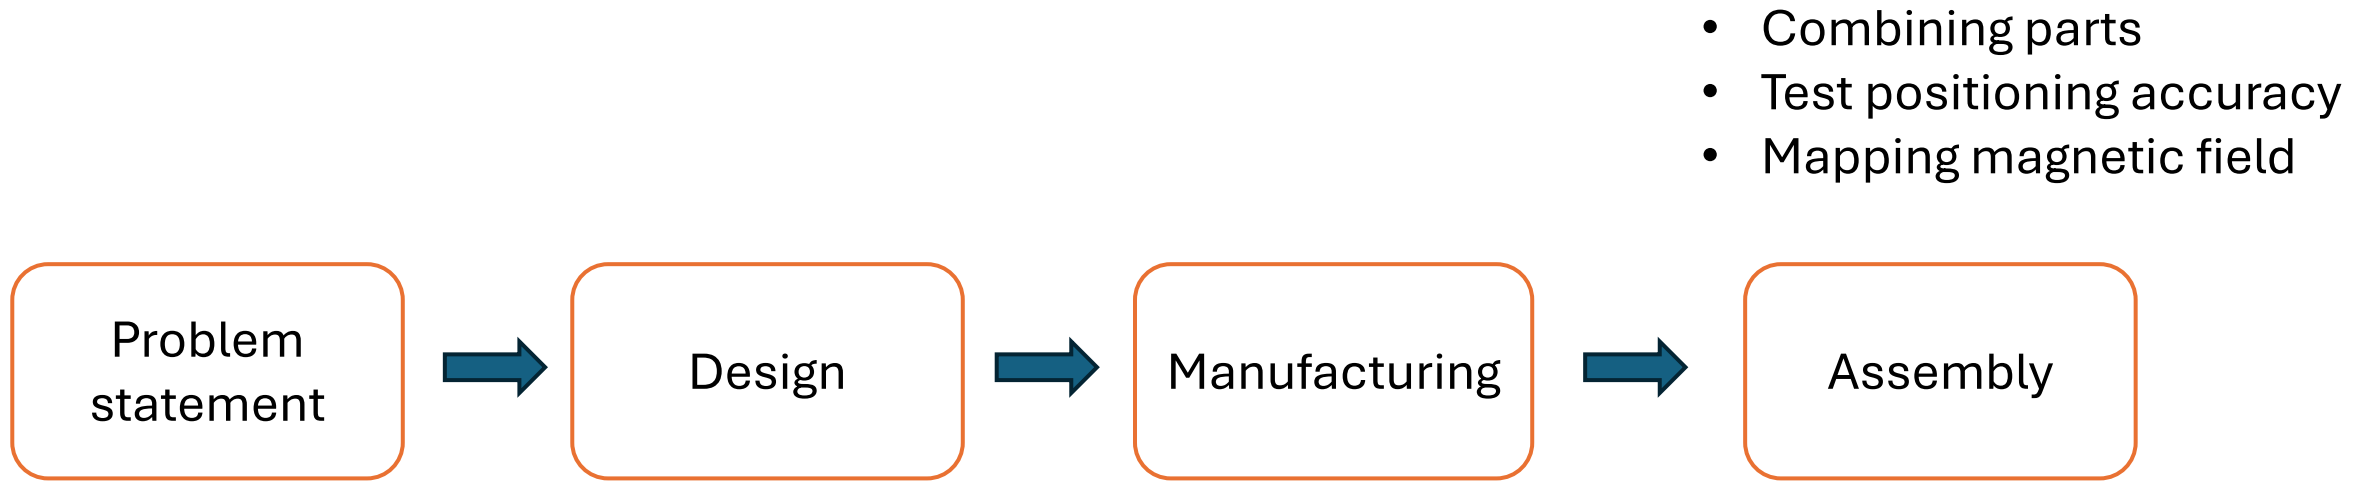 • Combining parts
• Test positioning accuracy
• Mapping magnetic field
Problem
statement
Design
Manufacturing
Assembly